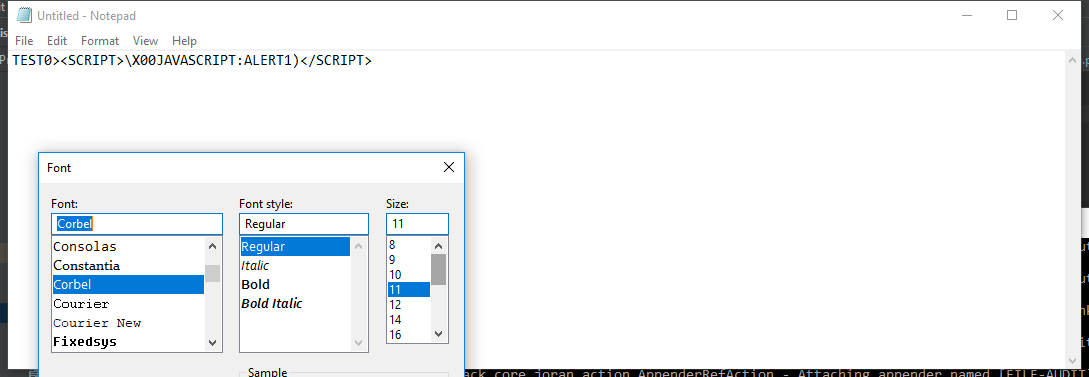 Untitled - Notepad
File Edit Format View Help
TEST0><SCRIPT>\X00JAVASCRIPT:ALERT1)</SCRIPT>
Font
Font: Font style: Size:
Corbel Regular 11
Consolas
Constantia
Corbel
Courier
Courier New
Fixedsys
Regular
Italic
Bold
Bold Italic
8
9
10
11
12
14
16
Sample
ack.core.joran.action.AppenderRefAction - Attaching appender named [FILE-AUDIT